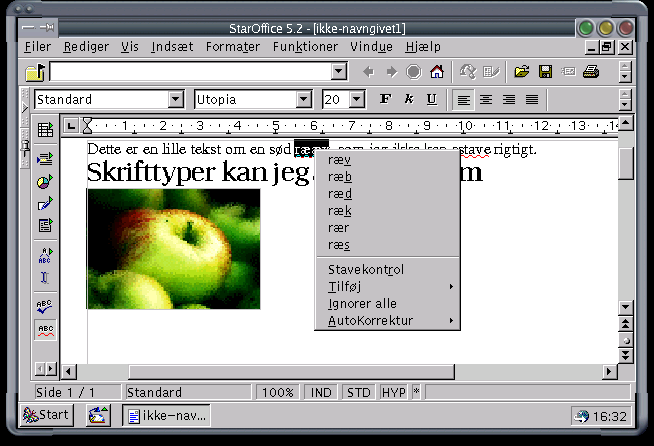 StarOffice 5.2 - [ikke-navngivet1]
Filer Rediger Vis Indsæt Formater Funktioner Vindue Hjælp
Standard Utopia 20 F k U
1 2 3 4 5 6 7 8 9 10 11 12 13
Dette er en lille tekst om en sød som jeg ikke kan stave rigtigt.
Skrifttyper kan jeg m
ræv
ræb
ræd
ræk
rær
ræs
Stavekontrol
Tilføj
Ignorer alle
AutoKorrektur
ABC
ABC
Side 1 / 1 Standard 100% IND STD HYP *
Start ikke-nav... 16:32